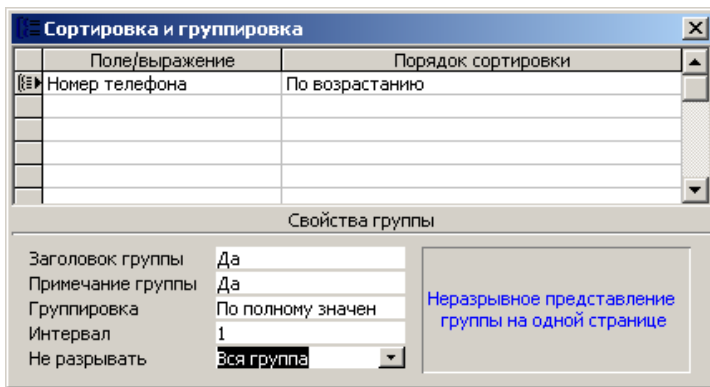 Сортировка и группировка
Поле/выражение Порядок сортировки
Номер телефона По возрастанию
Свойства группы
Заголовок группы Да
Примечание группы Да
Группировка По полному значен
Интервал 1
Не разрывать Вся группа
Неразрывное представление
группы на одной странице